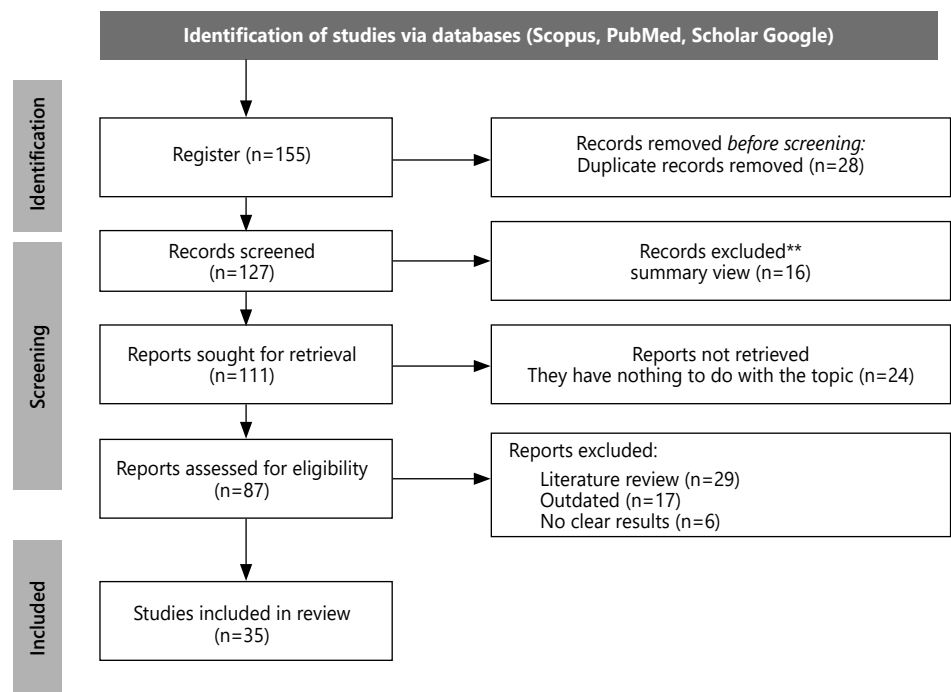 Identification of studies via databases (Scopus, PubMed, Scholar Google)
Identification
Register (n=155)
Records removed before screening:
Duplicate records removed (n=28)
Screening
Records screened
(n=127)
Records excluded**
summary view (n=16)
Reports sought for retrieval
(n=111)
Reports not retrieved
They have nothing to do with the topic (n=24)
Reports assessed for eligibility
(n=87)
Reports excluded:
Literature review (n=29)
Outdated (n=17)
No clear results (n=6)
Included
Studies included in review
(n=35)